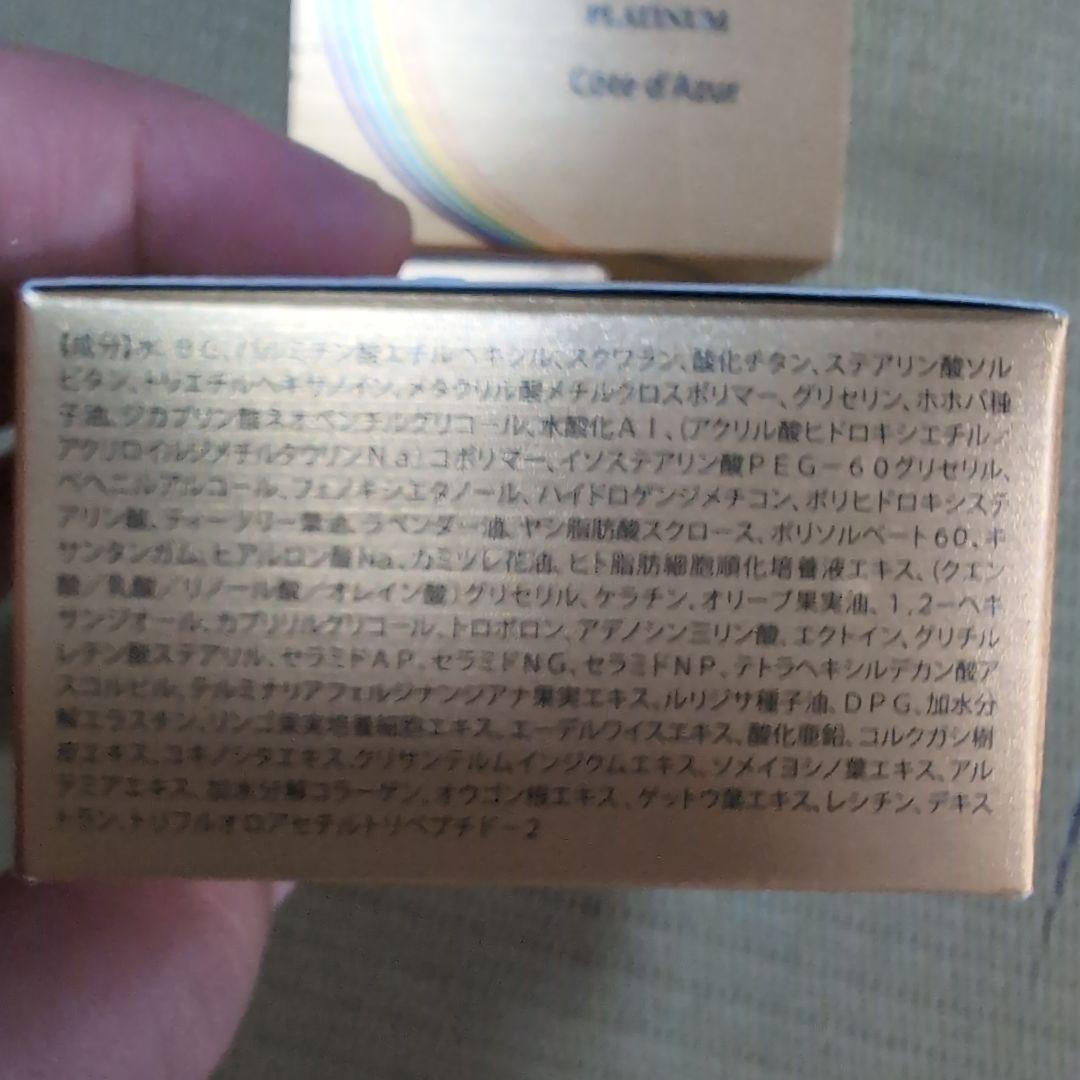 PLATINUM
Côte d'Azur
【成分】水、BG、パルミチン酸エチルヘキシル、スクワラン、酸化チタン、ステアリン酸ソル
ビタン、トリエチルヘキサノイン、メタクリル酸メチルクロスポリマー、グリセリン、ホホバ種
子油、ジカプリン酸ネオペンチルグリコール、水酸化Al、(アクリル酸ヒドロキシエチル/
アクリロイルジメチルタウリンNa)コポリマー、イソステアリン酸PEG-60グリセリル、
ベヘニルアルコール、フェノキシエタノール、ハイドロゲンジメチコン、ポリヒドロキシステ
アリン酸、ティーツリー葉油、ラベンダー油、ヤシ脂肪酸スクロース、ポリソルベート60、キ
サンタンガム、ヒアルロン酸Na、カミツレ花油、ヒト脂肪細胞順化培養液エキス、(クエン
酸/乳酸/リノール酸/オレイン酸)グリセリル、ケラチン、オリーブ果実油、1,2-ヘキ
サンジオール、カプリリルグリコール、トロポロン、アデノシン三リン酸、エクトイン、グリチル
レチン酸ステアリル、セラミドAP、セラミドNG、セラミドNP、テトラヘキシルデカン酸ア
スコルビル、テルミナリアフェルジナンジアナ果実エキス、ルリジサ種子油、DPG、加水分
解エラスチン、リンゴ果実培養細胞エキス、エーデルワイスエキス、酸化亜鉛、コルクガシ樹
皮エキス、ユキノシタエキス、クリサンテルムインジクムエキス、ソメイヨシノ葉エキス、アル
テミアエキス、加水分解コラーゲン、オウゴン根エキス、ゲットウ葉エキス、レシチン、デキス
トラン、トリフルオロアセチルトリペプチド-2